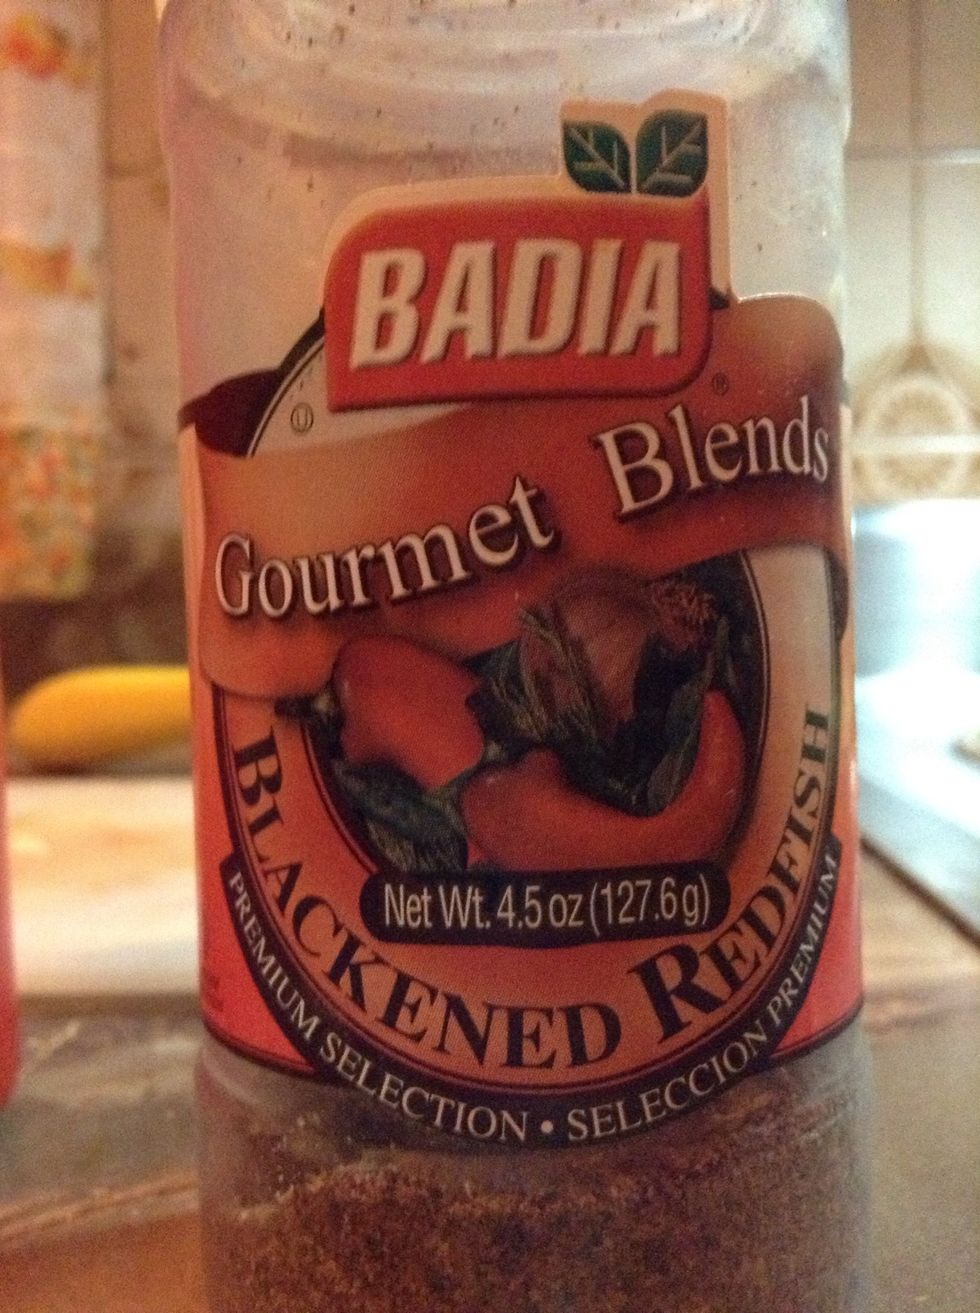 BADIA
®
Ⓤ
Gourmet Blends
Net Wt. 4.5 oz (127.6 g)
BLACKENED REDFISH
PREMIUM SELECTION • SELECCION PREMIUM